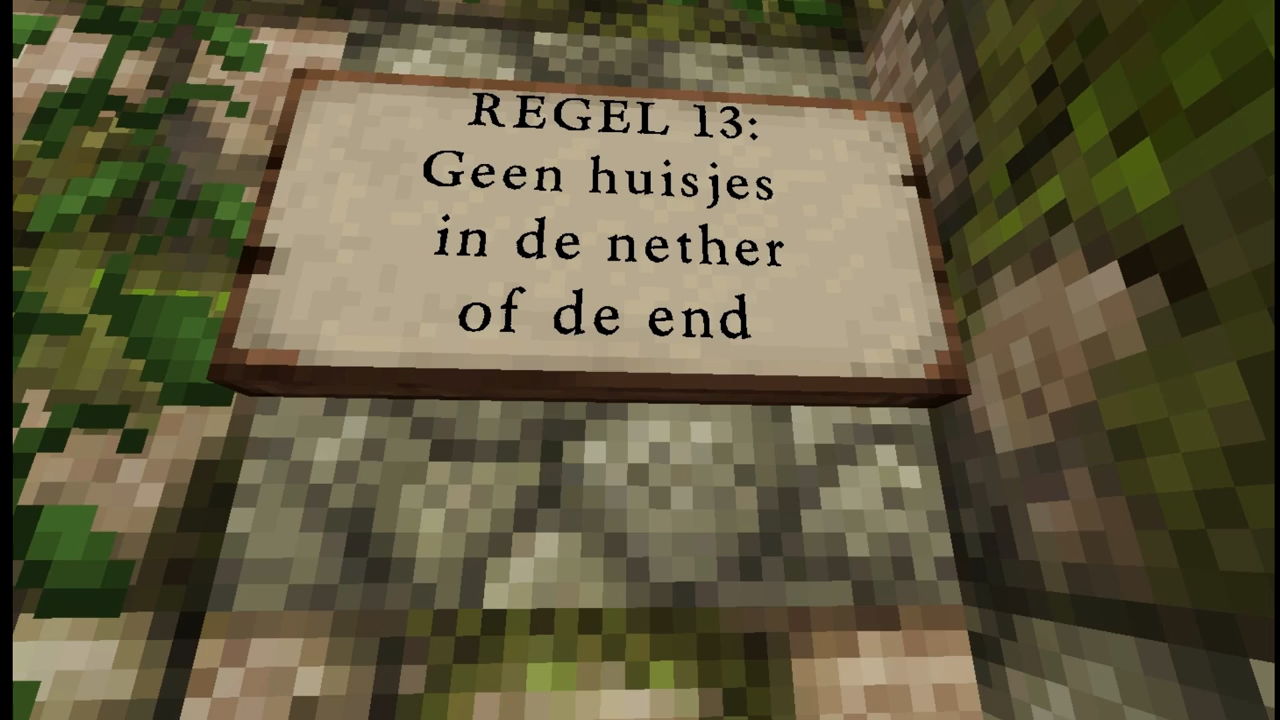 REGEL 13:
Geen huisjes
in de nether
of de end